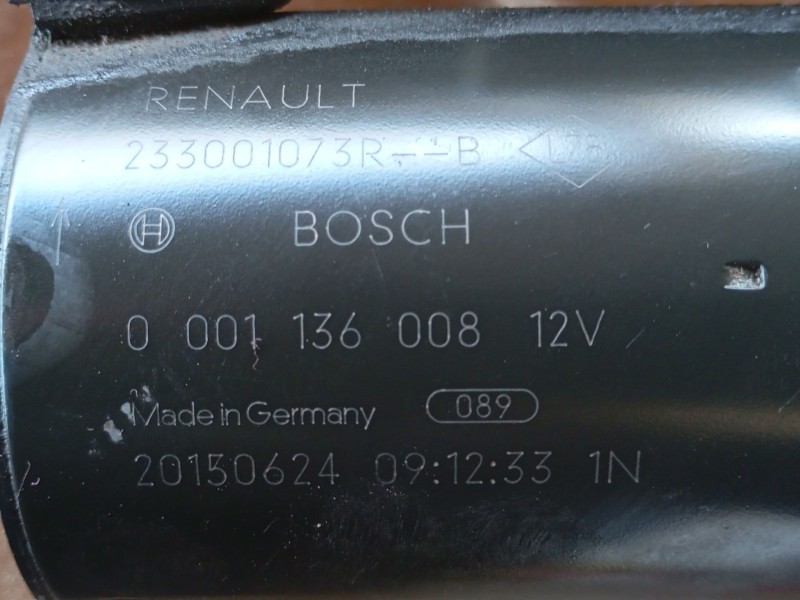 RENAULT
233001073R--B
BOSCH
0 001 136 008 12V
Made in Germany 089
20150624 09:12:33 1N